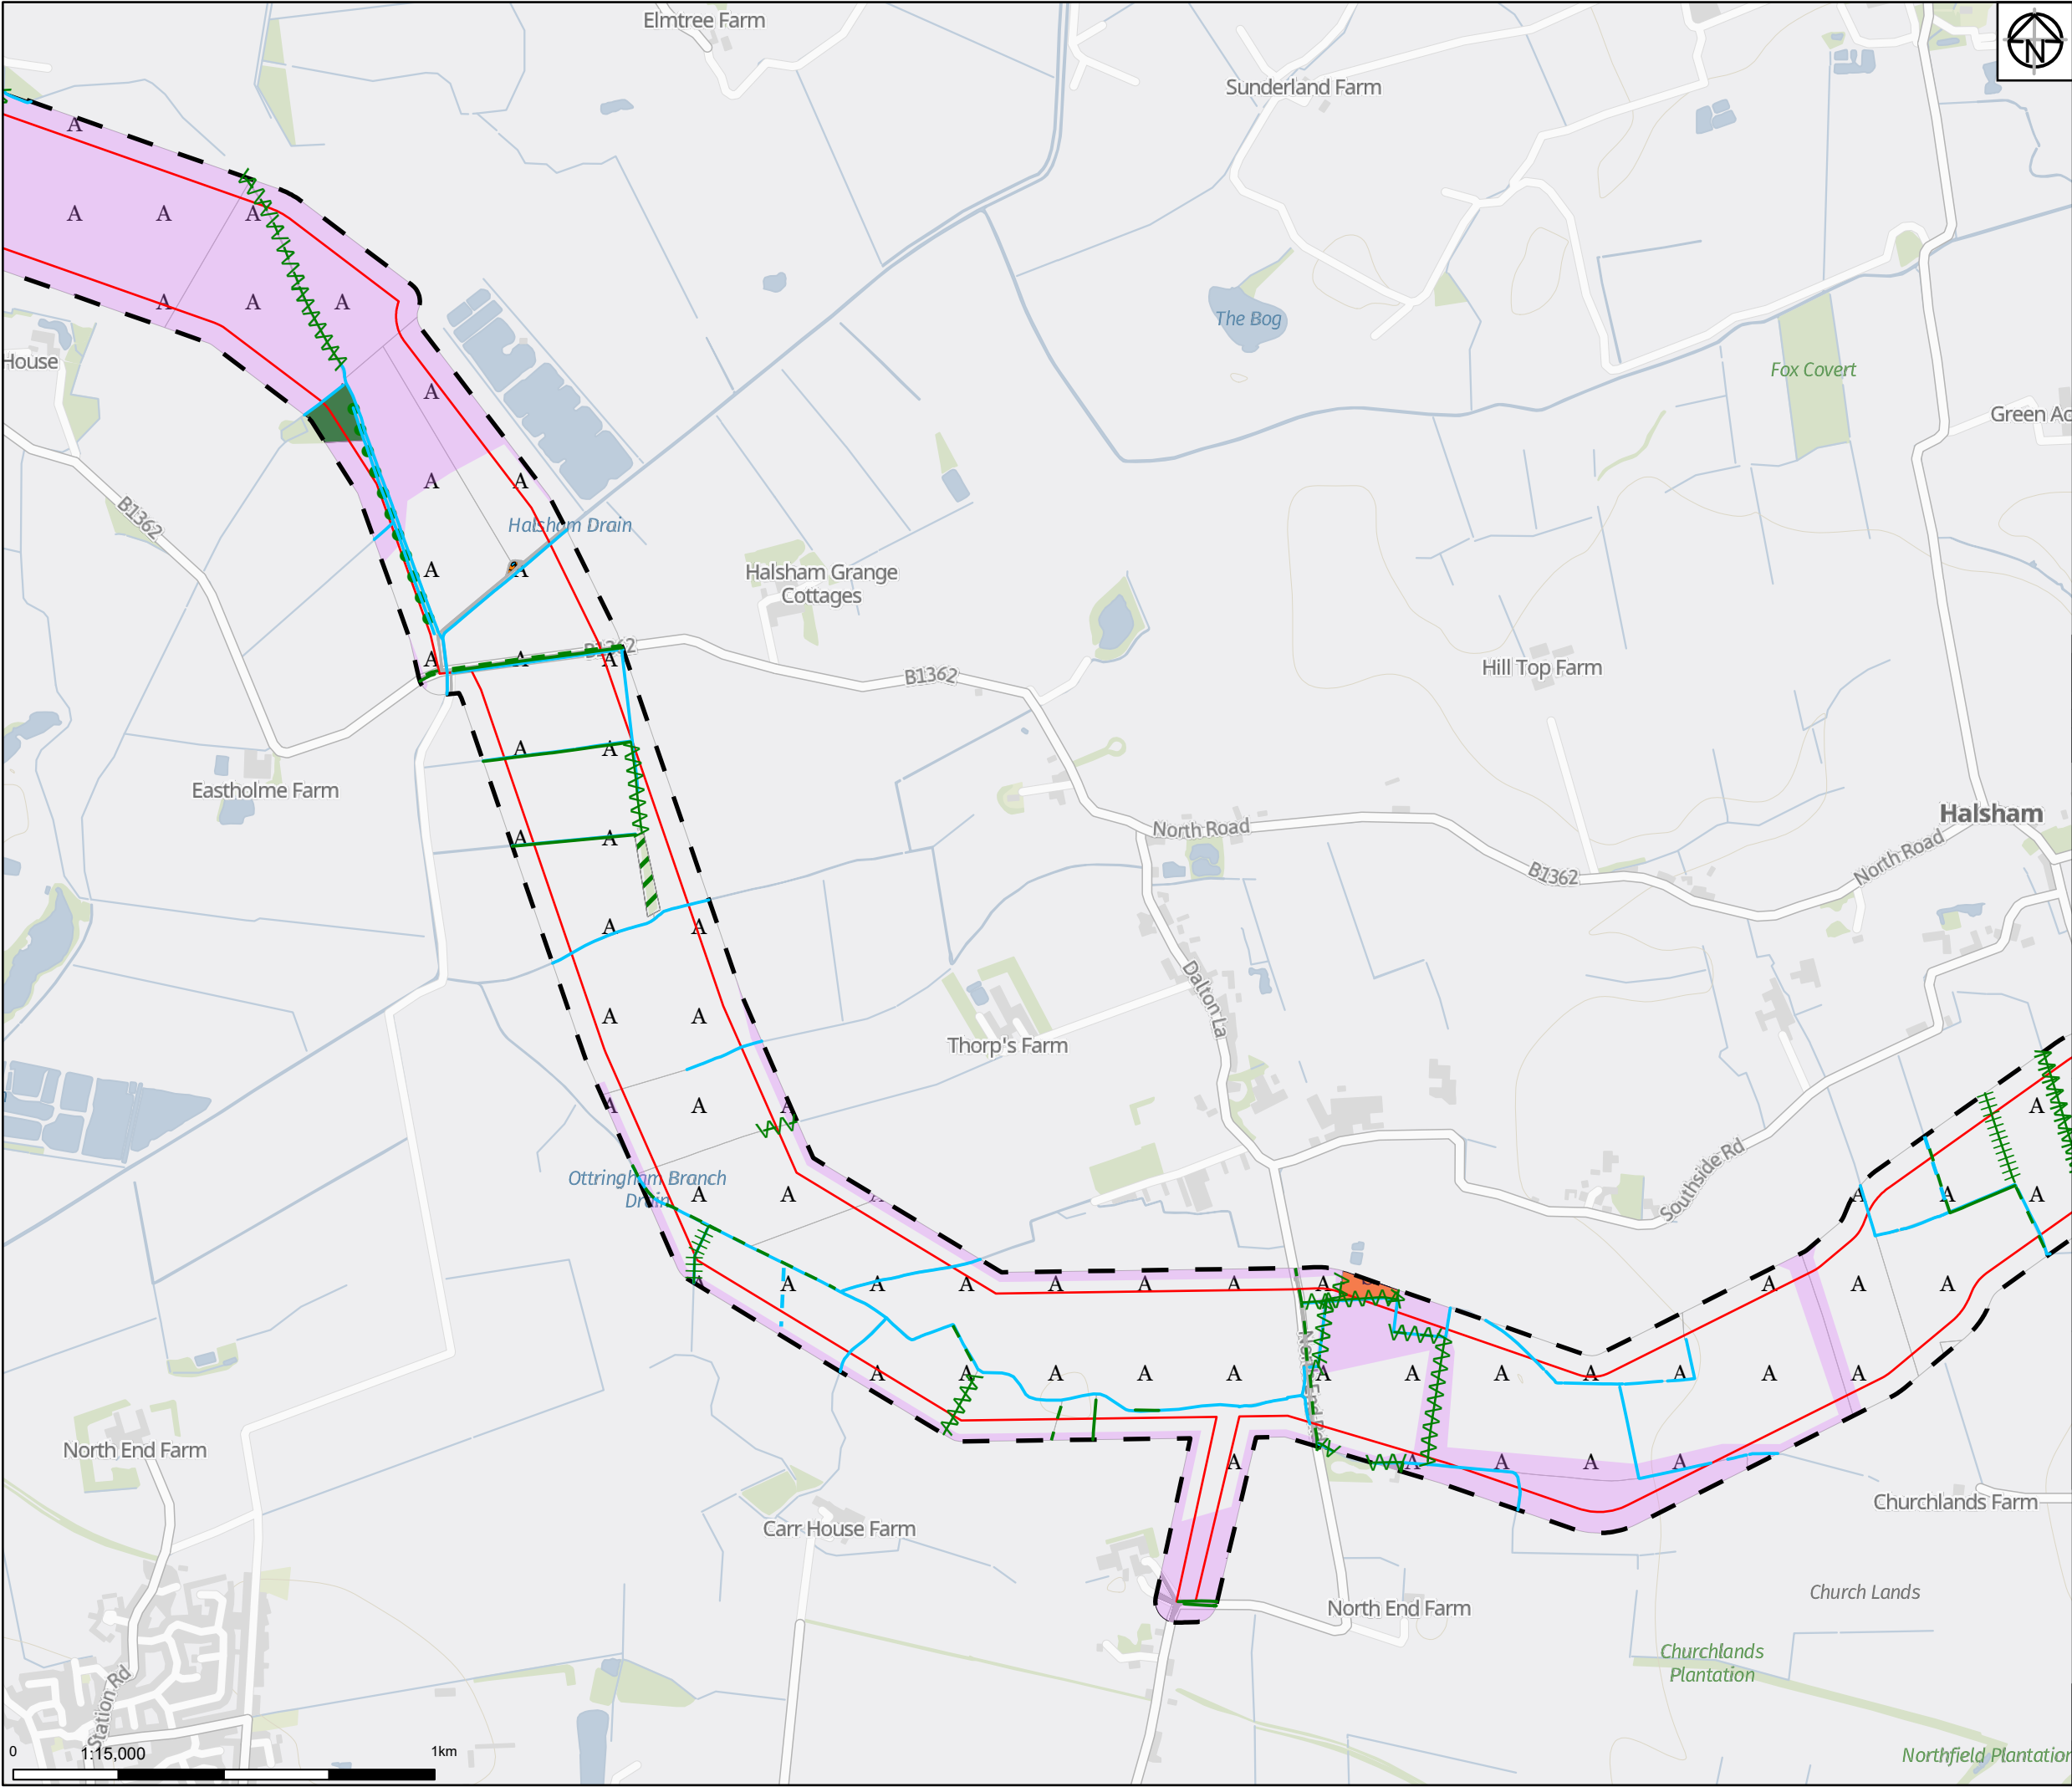 Elmtree Farm
N
Sunderland Farm
The Bog
House
Fox Covert
Green Ac
B1362
Halsham Drain
Halsham Grange
Cottages
B1362
Hill Top Farm
B1362
Eastholme Farm
Halsham
North Road
North Road
B1362
Dalton La
Thorp's Farm
Southside Rd
Ottringham Branch
Drain
North End Farm
Churchlands Farm
Carr House Farm
Church Lands
North End Farm
Churchlands
Plantation
Station Rd
Northfield Plantation
0
1:15,000
1km
A A A A A A A A A A A A A A A A A A A A A A A A A A A A A A A A A A A A A A A A A A A A A A A A A A A A A A A A A A A A A A A A